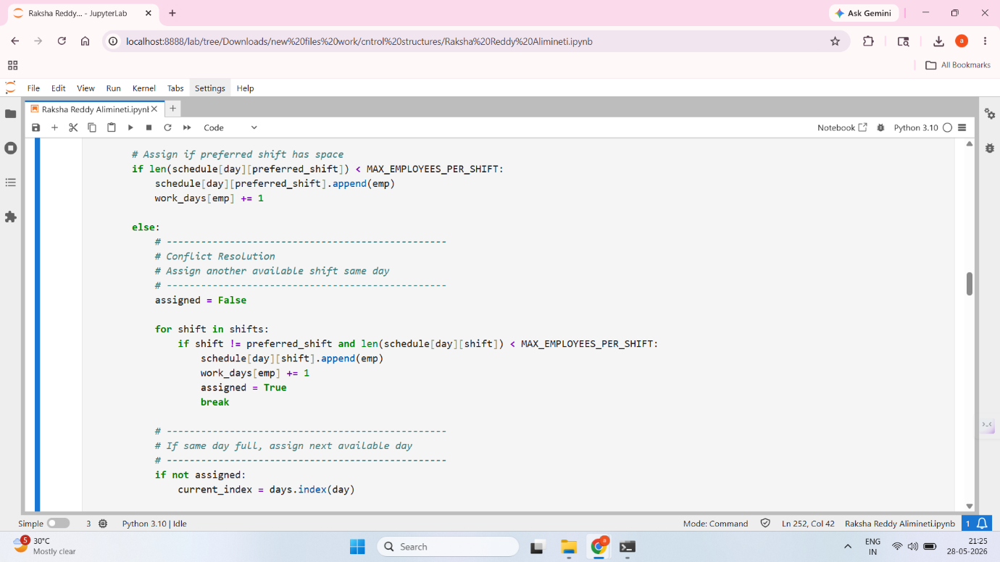 Raksha Reddy... - JupyterLab
Ask Gemini
localhost:8888/lab/tree/Downloads/new%20files%20work/cntrol%20structures/Raksha%20Reddy%20Alimineti.ipynb
a
All Bookmarks
File Edit View Run Kernel Tabs Settings Help
Raksha Reddy Alimineti.ipynb
Code
Notebook
Python 3.10
# Assign if preferred shift has space
if len(schedule[day][preferred_shift]) < MAX_EMPLOYEES_PER_SHIFT:
schedule[day][preferred_shift].append(emp)
work_days[emp] += 1
else:
# -------------------------------------------------
# Conflict Resolution
# Assign another available shift same day
# -------------------------------------------------
assigned = False
for shift in shifts:
if shift != preferred_shift and len(schedule[day][shift]) < MAX_EMPLOYEES_PER_SHIFT:
schedule[day][shift].append(emp)
work_days[emp] += 1
assigned = True
break
# -------------------------------------------------
# If same day full, assign next available day
# -------------------------------------------------
if not assigned:
current_index = days.index(day)
Simple 3 Python 3.10 | Idle
Mode: Command Ln 252, Col 42 Raksha Reddy Alimineti.ipynb 1
5
30°C
Mostly clear
Search
a
ENG
IN
21:25
28-05-2026